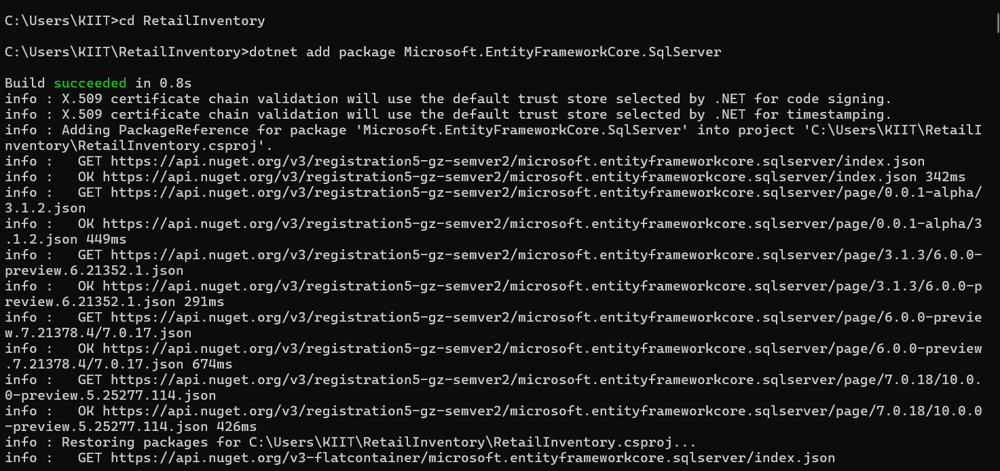 C:\Users\KIIT>cd RetailInventory
C:\Users\KIIT\RetailInventory>dotnet add package Microsoft.EntityFrameworkCore.SqlServer
Build succeeded in 0.8s
info : X.509 certificate chain validation will use the default trust store selected by .NET for code signing.
info : X.509 certificate chain validation will use the default trust store selected by .NET for timestamping.
info : Adding PackageReference for package 'Microsoft.EntityFrameworkCore.SqlServer' into project 'C:\Users\KIIT\RetailI
nventory\RetailInventory.csproj'.
info :   GET https://api.nuget.org/v3/registration5-gz-semver2/microsoft.entityframeworkcore.sqlserver/index.json
info :   OK https://api.nuget.org/v3/registration5-gz-semver2/microsoft.entityframeworkcore.sqlserver/index.json 342ms
info :   GET https://api.nuget.org/v3/registration5-gz-semver2/microsoft.entityframeworkcore.sqlserver/page/0.0.1-alpha/
3.1.2.json
info :   OK https://api.nuget.org/v3/registration5-gz-semver2/microsoft.entityframeworkcore.sqlserver/page/0.0.1-alpha/3
.1.2.json 449ms
info :   GET https://api.nuget.org/v3/registration5-gz-semver2/microsoft.entityframeworkcore.sqlserver/page/3.1.3/6.0.0-
preview.6.21352.1.json
info :   OK https://api.nuget.org/v3/registration5-gz-semver2/microsoft.entityframeworkcore.sqlserver/page/3.1.3/6.0.0-p
review.6.21352.1.json 291ms
info :   GET https://api.nuget.org/v3/registration5-gz-semver2/microsoft.entityframeworkcore.sqlserver/page/6.0.0-previe
w.7.21378.4/7.0.17.json
info :   OK https://api.nuget.org/v3/registration5-gz-semver2/microsoft.entityframeworkcore.sqlserver/page/6.0.0-preview
.7.21378.4/7.0.17.json 674ms
info :   GET https://api.nuget.org/v3/registration5-gz-semver2/microsoft.entityframeworkcore.sqlserver/page/7.0.18/10.0.
0-preview.5.25277.114.json
info :   OK https://api.nuget.org/v3/registration5-gz-semver2/microsoft.entityframeworkcore.sqlserver/page/7.0.18/10.0.0
-preview.5.25277.114.json 426ms
info : Restoring packages for C:\Users\KIIT\RetailInventory\RetailInventory.csproj...
info :   GET https://api.nuget.org/v3-flatcontainer/microsoft.entityframeworkcore.sqlserver/index.json